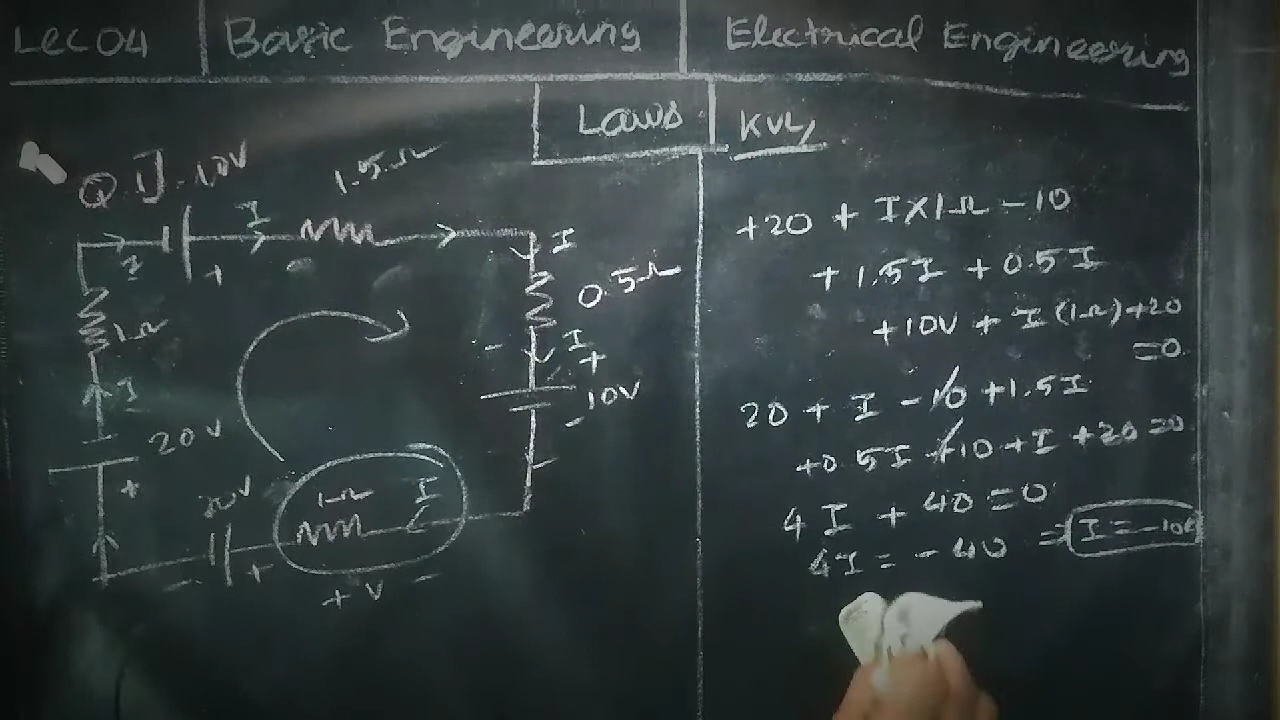 Lec 04 Basic Engineering Electrical Engineering
Laws KVL,
Q.1]. 10V 1.5Ω
I
+
I
I
0.5Ω
1Ω
I
- I
+
10V
-
I
20V
+
1Ω I
- +
+ V -
+20 + I×1Ω - 10
+ 1.5I + 0.5I
+10V + I(1Ω)+20
=0
20 + I - 10 +1.5I
+0.5I +10+I+20=0
4I + 40=0
4I = - 40 ⇒ I=-10A